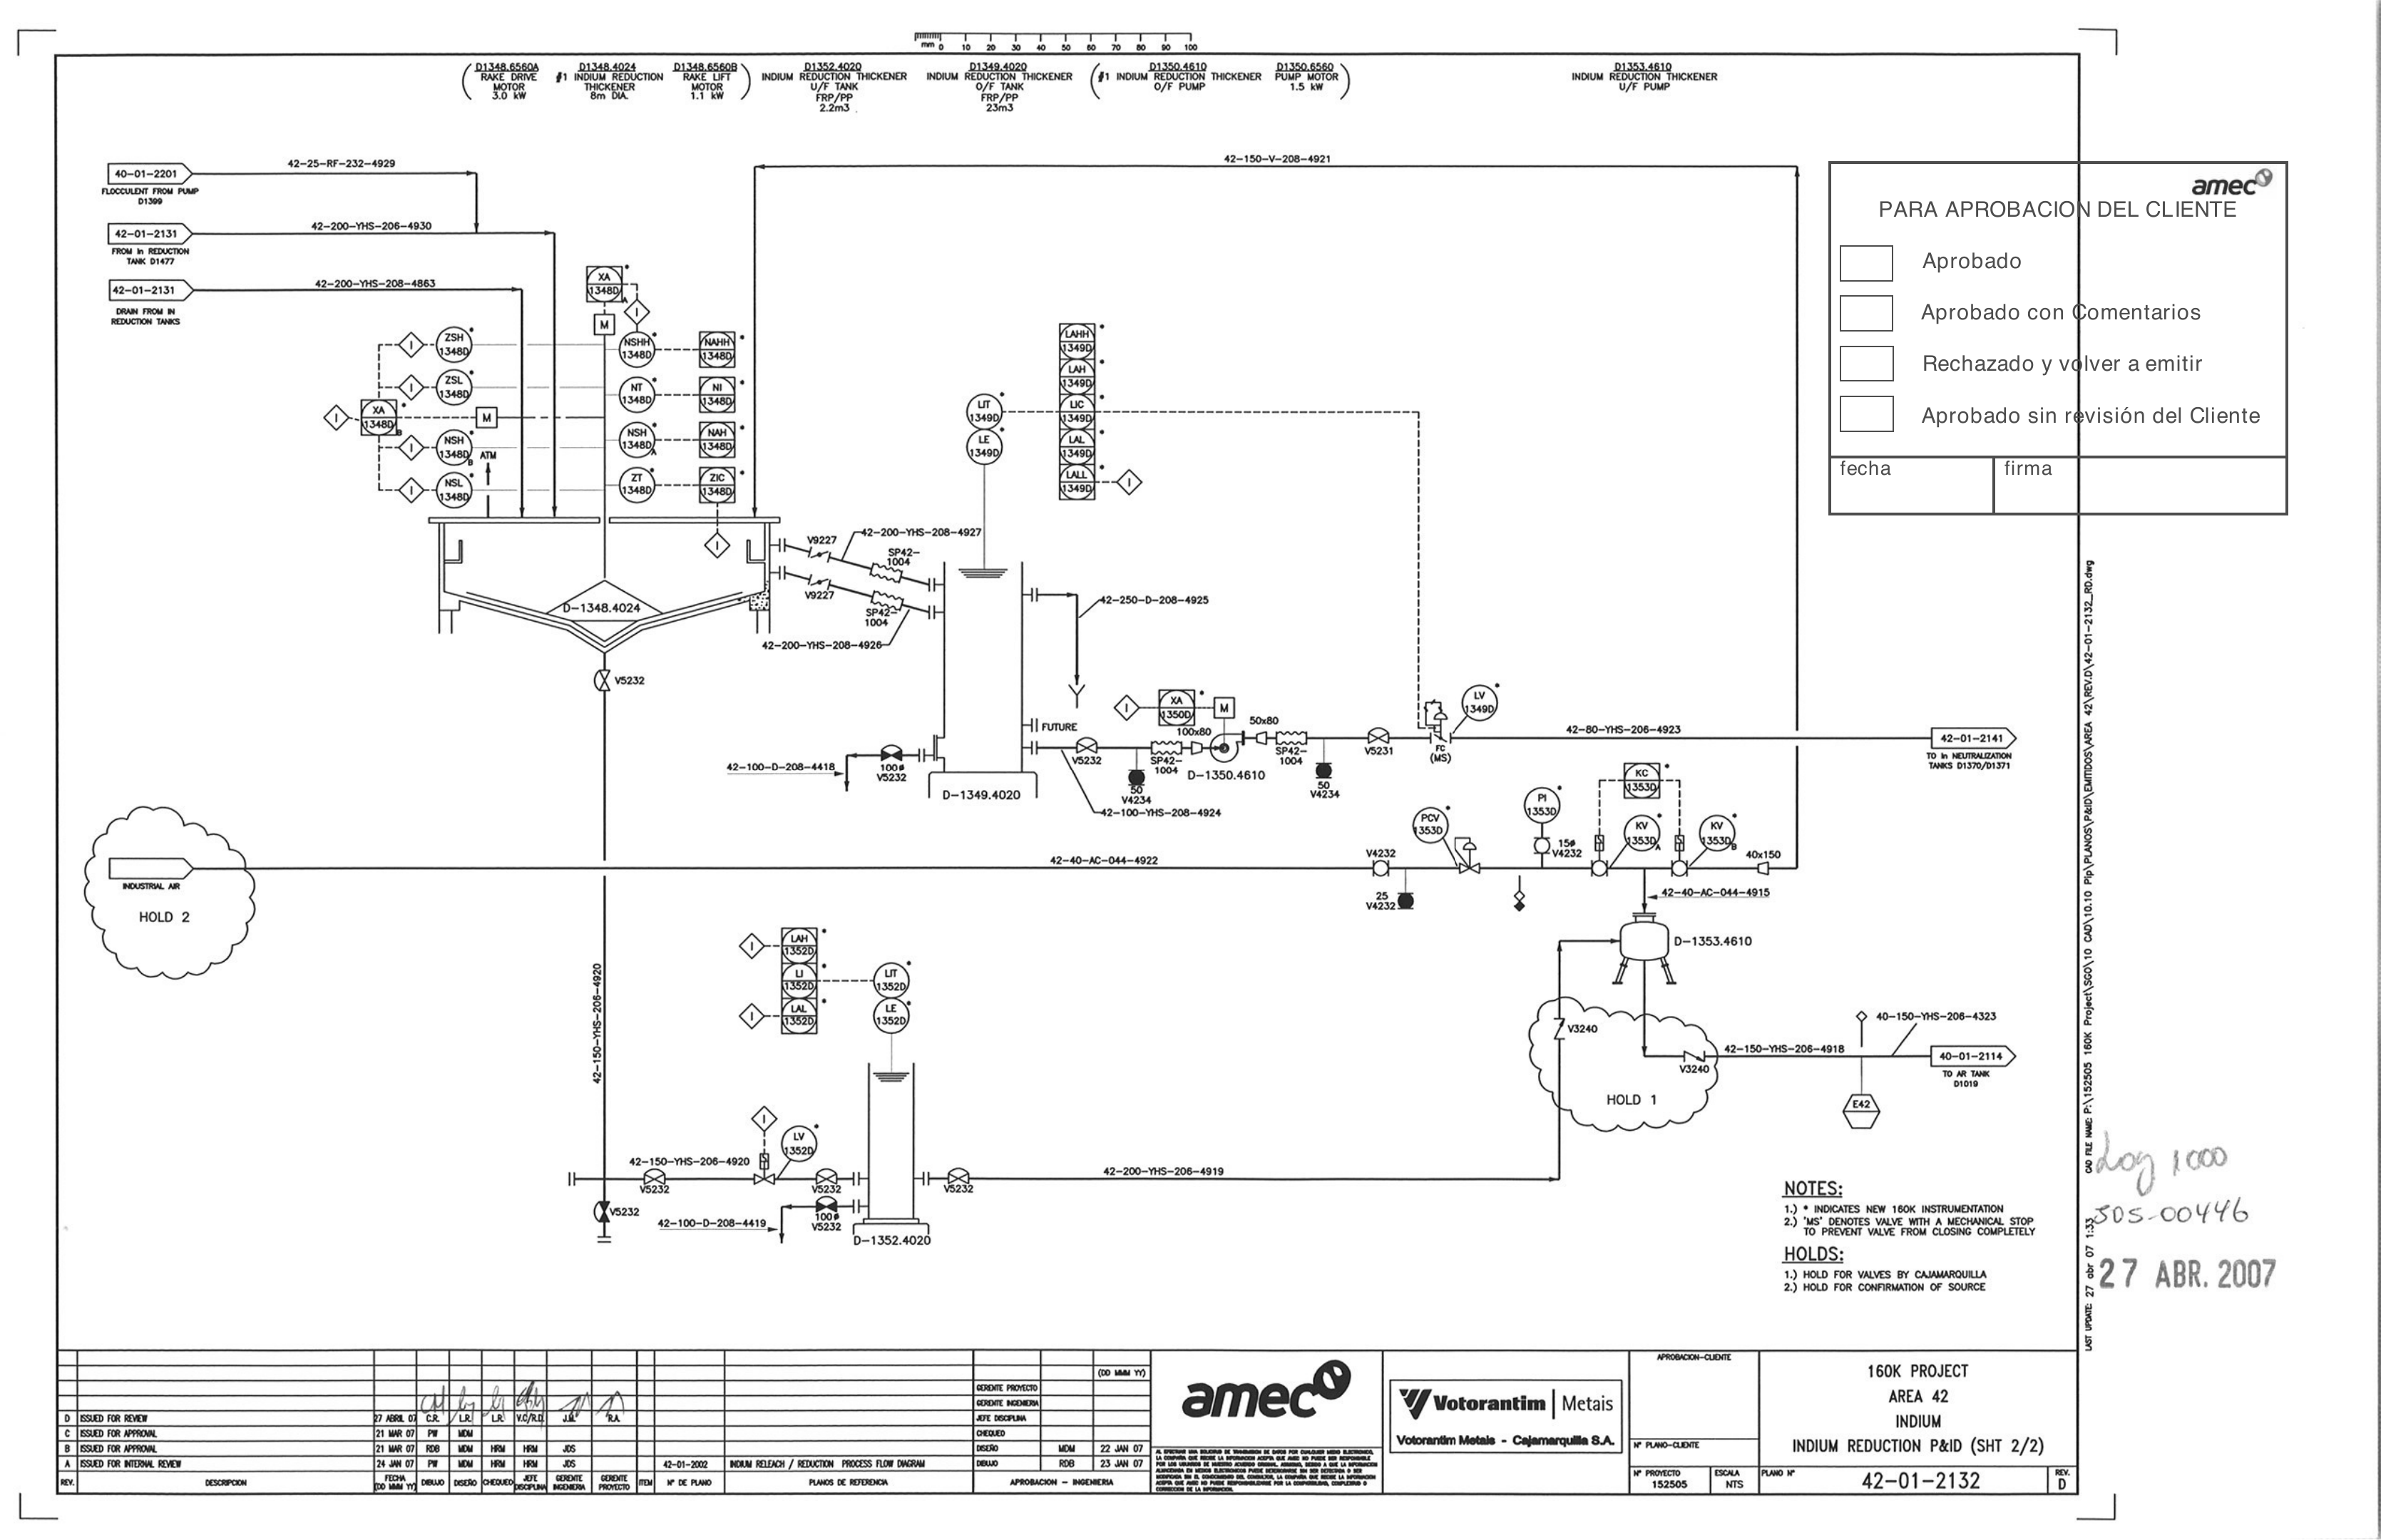 mm 0 10 20 30 40 50 60 70 80 90 100
D1348.6560A
RAKE DRIVE
MOTOR
3.0 kW
D1348.4024
#1 INDIUM REDUCTION
THICKENER
8m DIA.
D1348.6560B
RAKE LIFT
MOTOR
1.1 kW
D1352.4020
INDIUM REDUCTION THICKENER
U/F TANK
FRP/PP
2.2m3
D1349.4020
INDIUM REDUCTION THICKENER
O/F TANK
FRP/PP
23m3
D1350.4610
#1 INDIUM REDUCTION THICKENER
O/F PUMP
D1350.6560
PUMP MOTOR
1.5 kW
D1353.4610
INDIUM REDUCTION THICKENER
U/F PUMP
40-01-2201
FLOCCULENT FROM PUMP
D1399
42-25-RF-232-4929
42-01-2131
FROM In REDUCTION
TANK D1477
42-200-YHS-206-4930
42-01-2131
DRAIN FROM IN
REDUCTION TANKS
42-200-YHS-208-4863
42-150-V-208-4921
amec
PARA APROBACION DEL CLIENTE
Aprobado
Aprobado con Comentarios
Rechazado y volver a emitir
Aprobado sin revisión del Cliente
fecha
firma
XA
1348D
A
*
I
M
ZSH
1348D
*
I
ZSL
1348D
*
I
XA
1348D
B
*
I
M
NSH
1348D
B
*
I
ATM
NSL
1348D
*
I
NSHH
1348D
*
NAHH
1348D
*
NT
1348D
*
NI
1348D
*
NSH
1348D
A
*
NAH
1348D
*
ZT
1348D
*
ZIC
1348D
*
I
D-1348.4024
V5232
V9227
42-200-YHS-208-4927
SP42-
1004
V9227
SP42-
1004
42-200-YHS-208-4926
LIT
1349D
*
LE
1349D
*
LAHH
1349D
*
LAH
1349D
*
LIC
1349D
*
LAL
1349D
*
LALL
1349D
*
I
42-250-D-208-4925
FUTURE
42-100-D-208-4418
100ø
V5232
D-1349.4020
V5232
50
V4234
42-100-YHS-208-4924
SP42-
1004
100x80
I
XA
1350D
*
M
D-1350.4610
50x80
SP42-
1004
50
V4234
V5231
FC
(MS)
LV
1349D
*
42-80-YHS-206-4923
42-01-2141
TO In NEUTRALIZATION
TANKS D1370/D1371
INDUSTRIAL AIR
HOLD 2
42-40-AC-044-4922
V4232
25
V4232
PCV
1353D
*
PI
1353D
*
15ø
V4232
KC
1353D
*
KV
1353D
A
*
KV
1353D
B
*
40x150
42-40-AC-044-4915
D-1353.4610
V3240
V3240
HOLD 1
42-150-YHS-206-4918
40-150-YHS-206-4323
E42
40-01-2114
TO AR TANK
D1019
42-150-YHS-206-4920
I
LAH
1352D
*
LI
1352D
*
I
LAL
1352D
*
LIT
1352D
*
LE
1352D
*
42-150-YHS-206-4920
V5232
I
LV
1352D
*
V5232
V5232
42-100-D-208-4419
100ø
V5232
D-1352.4020
V5232
42-200-YHS-206-4919
NOTES:
1.) * INDICATES NEW 160K INSTRUMENTATION
2.) 'MS' DENOTES VALVE WITH A MECHANICAL STOP
TO PREVENT VALVE FROM CLOSING COMPLETELY
HOLDS:
1.) HOLD FOR VALVES BY CAJAMARQUILLA
2.) HOLD FOR CONFIRMATION OF SOURCE
CAD FILE NAME: P:\152505 160K Project\SGO\10 CAD\10.10 Pip\PLANOS\P&ID\EMITIDOS\AREA 42\REV.D\42-01-2132_RD.dwg
LAST UPDATE: 27 abr 07 1:33
Log 1000
SDS-00446
27 ABR. 2007
D ISSUED FOR REVIEW 27 ABRIL 07 C.R. L.R. L.R. V.C/R.D. J.M. R.A.
C ISSUED FOR APPROVAL 21 MAR 07 PW MDM
B ISSUED FOR APPROVAL 21 MAR 07 RDB MDM HRM HRM JDS
A ISSUED FOR INTERNAL REVIEW 24 JAN 07 PW MDM HRM HRM JDS
REV. DESCRIPCION FECHA (DD MMM YY) DIBUJO DISEÑO CHEQUEO JEFE DISCIPLINA GERENTE INGENIERIA GERENTE PROYECTO
42-01-2002 INDIUM RELEACH / REDUCTION PROCESS FLOW DIAGRAM
ITEM Nº DE PLANO PLANOS DE REFERENCIA
(DD MMM YY)
GERENTE PROYECTO
GERENTE INGENIERIA
JEFE DISCIPLINA
CHEQUEO
DISEÑO MDM 22 JAN 07
DIBUJO RDB 23 JAN 07
APROBACION - INGENIERIA
amec
Votorantim | Metais
Votorantim Metais - Cajamarquilla S.A.
APROBACION-CLIENTE
Nº PLANO-CLIENTE
Nº PROYECTO
152505
ESCALA
NTS
160K PROJECT
AREA 42
INDIUM
INDIUM REDUCTION P&ID (SHT 2/2)
PLANO Nº
42-01-2132
REV.
D